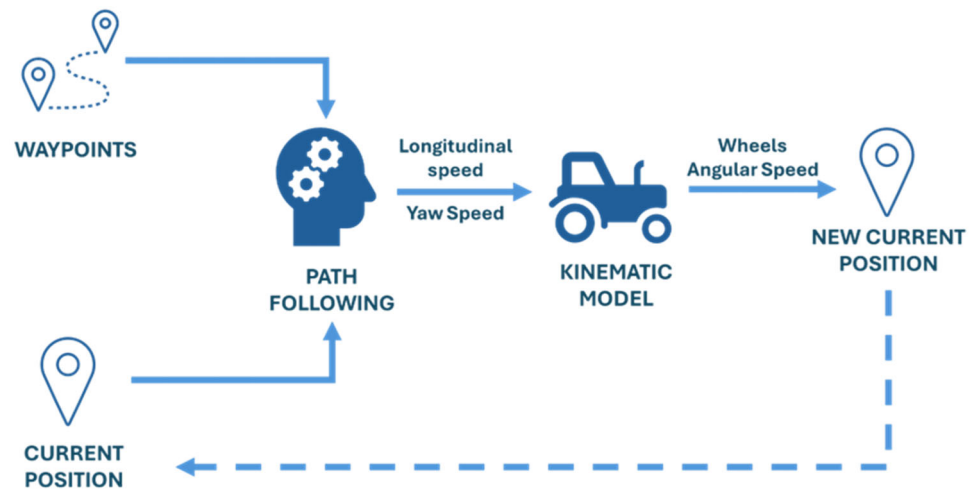 WAYPOINTS
Longitudinal
speed
Yaw Speed
Wheels
Angular Speed
PATH
FOLLOWING
KINEMATIC
MODEL
NEW CURRENT
POSITION
CURRENT
POSITION